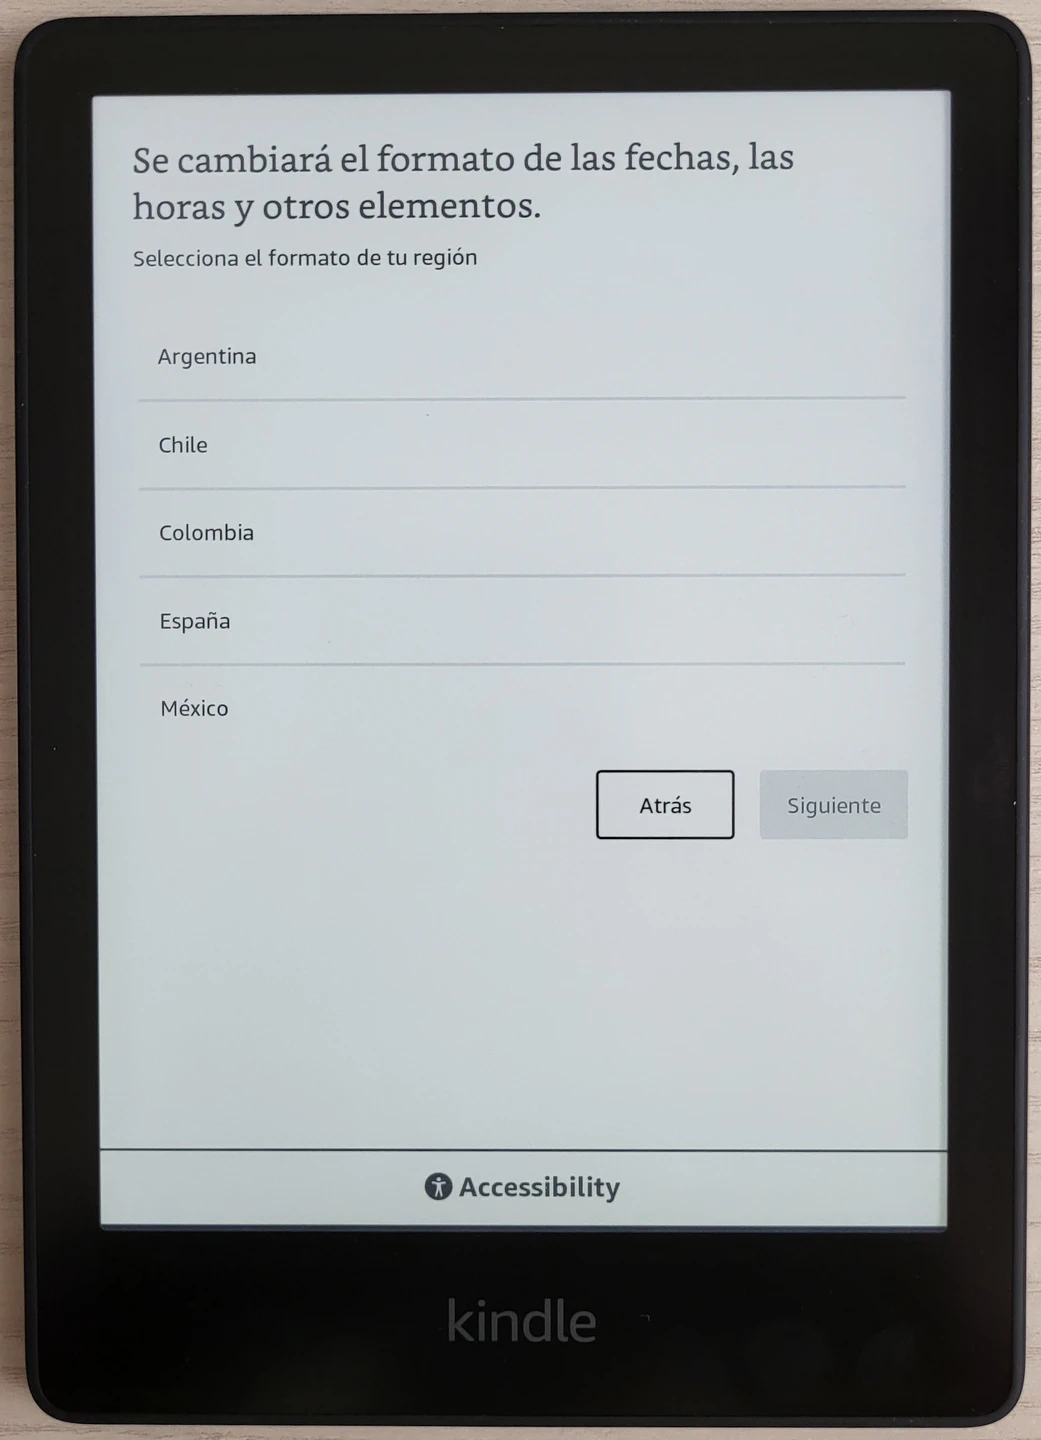 Se cambiará el formato de las fechas, las
horas y otros elementos.
Selecciona el formato de tu región
Argentina
Chile
Colombia
España
México
Atrás
Siguiente
Accessibility
kindle